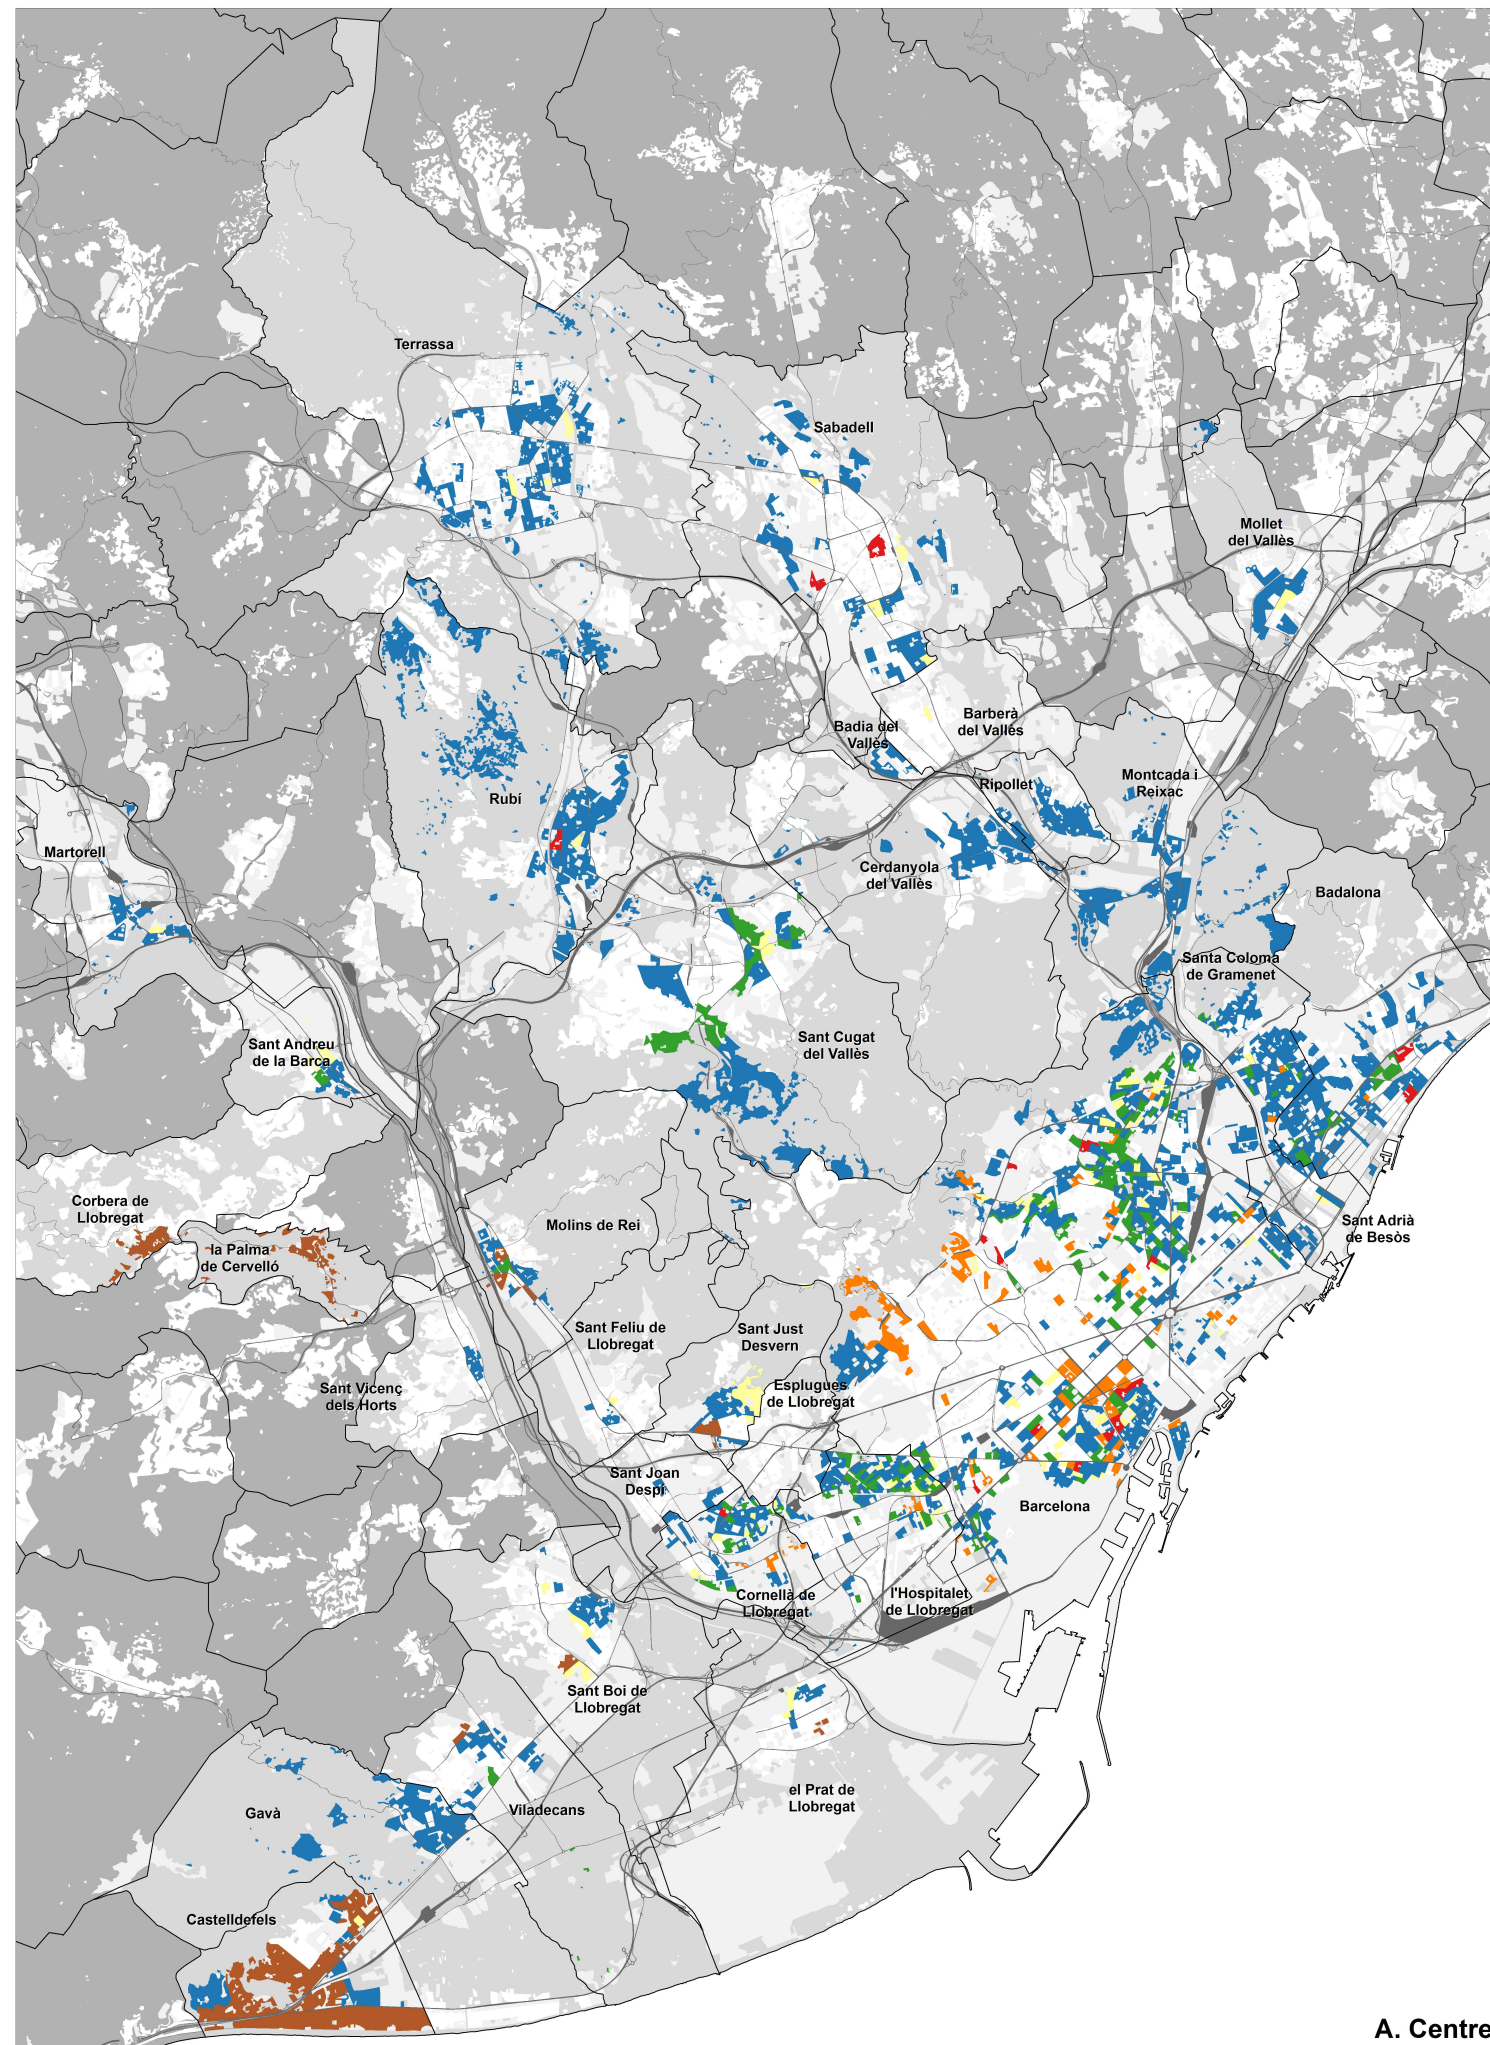 Terrassa
Sabadell
Mollet
del Vallès
Badia del
Vallès
Barberà
del Vallès
Ripollet
Montcada i
Reixac
Rubí
Martorell
Cerdanyola
del Vallès
Badalona
Santa Coloma
de Gramenet
Sant Andreu
de la Barca
Sant Cugat
del Vallès
Corbera de
Llobregat
la Palma
de Cervelló
Molins de Rei
Sant Adrià
de Besòs
Sant Feliu de
Llobregat
Sant Just
Desvern
Sant Vicenç
dels Horts
Esplugues
de Llobregat
Sant Joan
Despí
Barcelona
Cornellà de
Llobregat
l'Hospitalet
de Llobregat
Sant Boi de
Llobregat
el Prat de
Llobregat
Gavà
Viladecans
Castelldefels
A. Centre